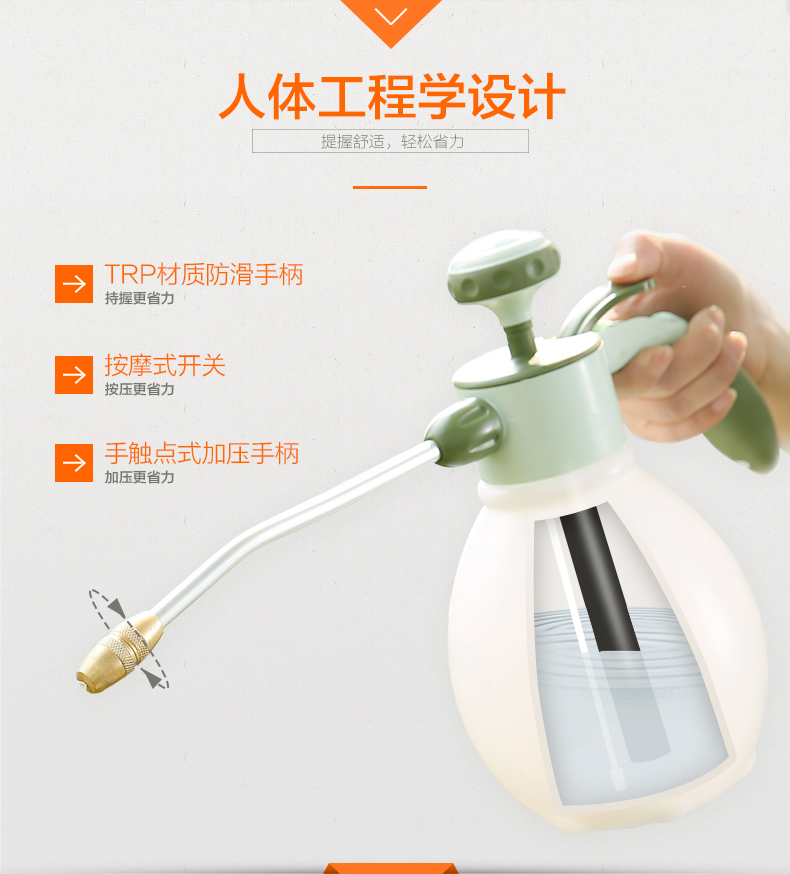 人体工程学设计
提握舒适，轻松省力
TRP材质防滑手柄
持握更省力
按摩式开关
按压更省力
手触点式加压手柄
加压更省力